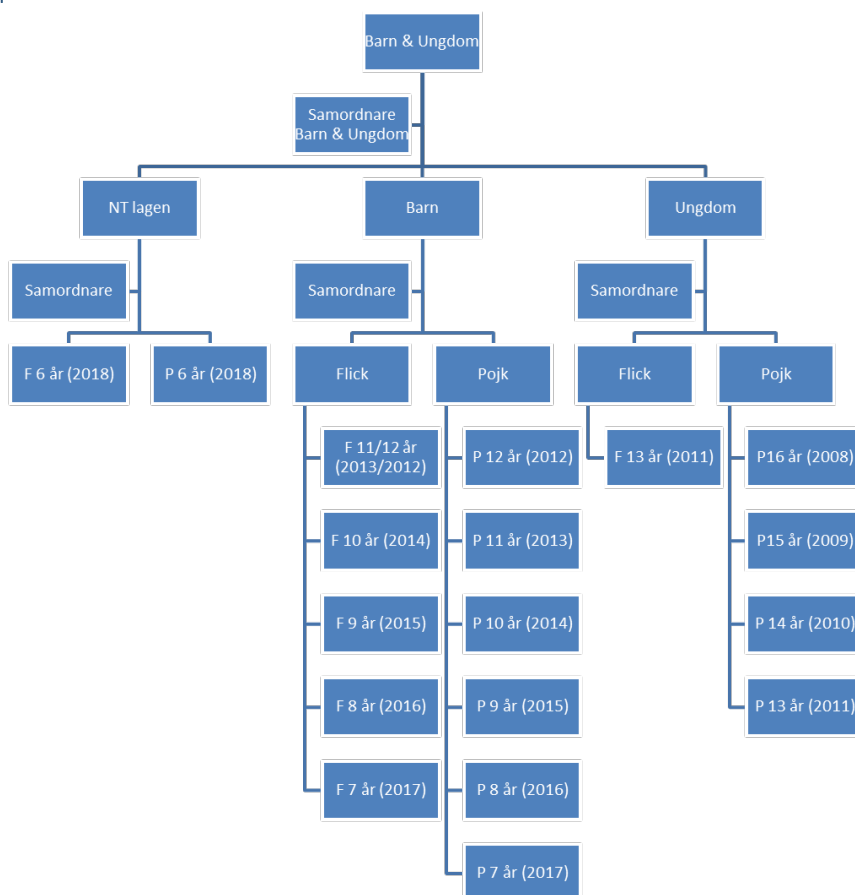 Barn & Ungdom
Samordnare
Barn & Ungdom
NT lagen
Barn
Ungdom
Samordnare
Samordnare
Samordnare
F 6 år (2018)
P 6 år (2018)
Flick
Pojk
Flick
Pojk
F 11/12 år
(2013/2012)
P 12 år (2012)
F 13 år (2011)
P16 år (2008)
F 10 år (2014)
P 11 år (2013)
P15 år (2009)
F 9 år (2015)
P 10 år (2014)
P 14 år (2010)
F 8 år (2016)
P 9 år (2015)
P 13 år (2011)
F 7 år (2017)
P 8 år (2016)
P 7 år (2017)